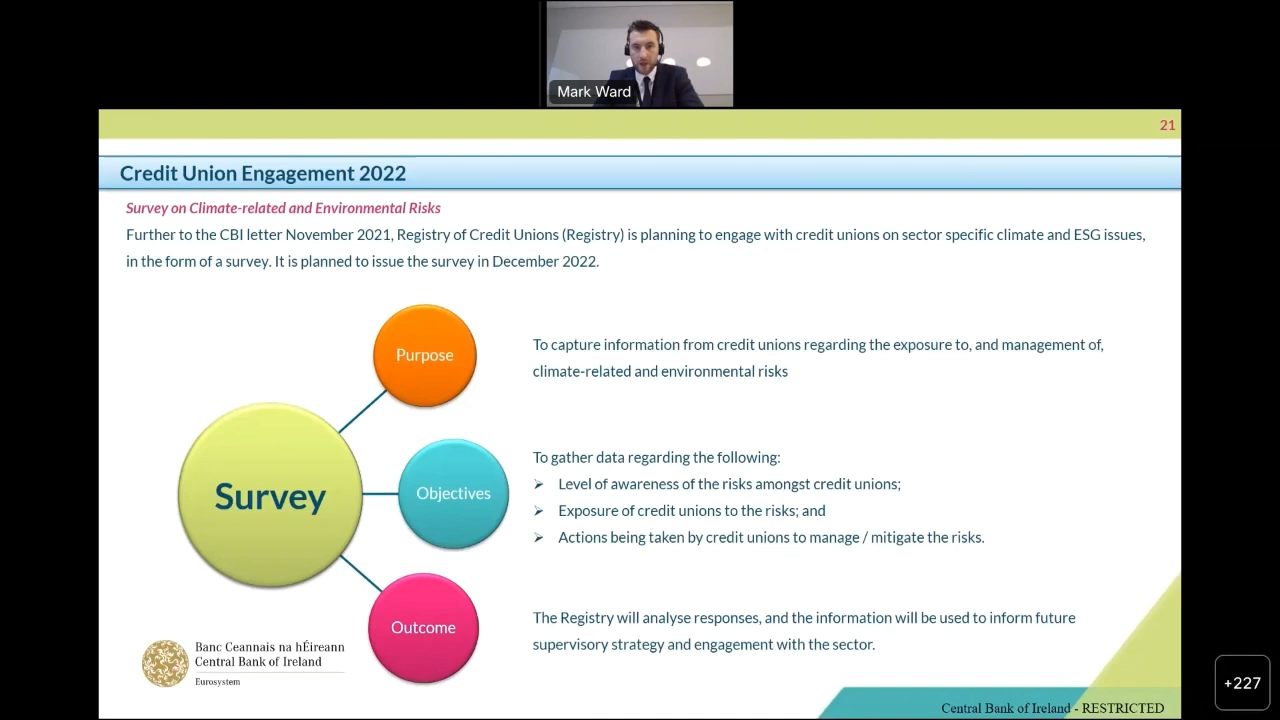 Mark Ward
21
Credit Union Engagement 2022
Survey on Climate-related and Environmental Risks
Further to the CBI letter November 2021, Registry of Credit Unions (Registry) is planning to engage with credit unions on sector specific climate and ESG issues,
in the form of a survey. It is planned to issue the survey in December 2022.
Survey
Purpose
To capture information from credit unions regarding the exposure to, and management of,
climate-related and environmental risks
Objectives
To gather data regarding the following:
➢ Level of awareness of the risks amongst credit unions;
➢ Exposure of credit unions to the risks; and
➢ Actions being taken by credit unions to manage / mitigate the risks.
Outcome
The Registry will analyse responses, and the information will be used to inform future
supervisory strategy and engagement with the sector.
Banc Ceannais na hÉireann
Central Bank of Ireland
Eurosystem
Central Bank of Ireland - RESTRICTED
+227